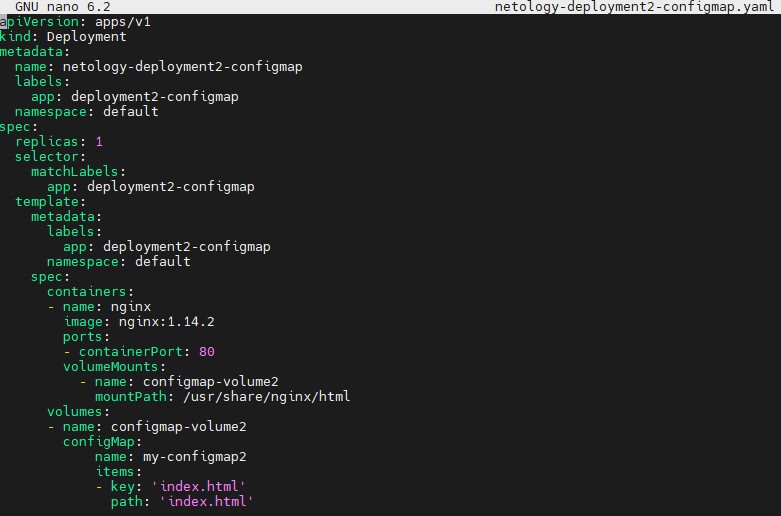 GNU nano 6.2 netology-deployment2-configmap.yaml
apiVersion: apps/v1
kind: Deployment
metadata:
  name: netology-deployment2-configmap
  labels:
    app: deployment2-configmap
  namespace: default
spec:
  replicas: 1
  selector:
    matchLabels:
      app: deployment2-configmap
  template:
    metadata:
      labels:
        app: deployment2-configmap
      namespace: default
    spec:
      containers:
      - name: nginx
        image: nginx:1.14.2
        ports:
        - containerPort: 80
        volumeMounts:
          - name: configmap-volume2
            mountPath: /usr/share/nginx/html
      volumes:
      - name: configmap-volume2
        configMap:
            name: my-configmap2
            items:
            - key: 'index.html'
              path: 'index.html'